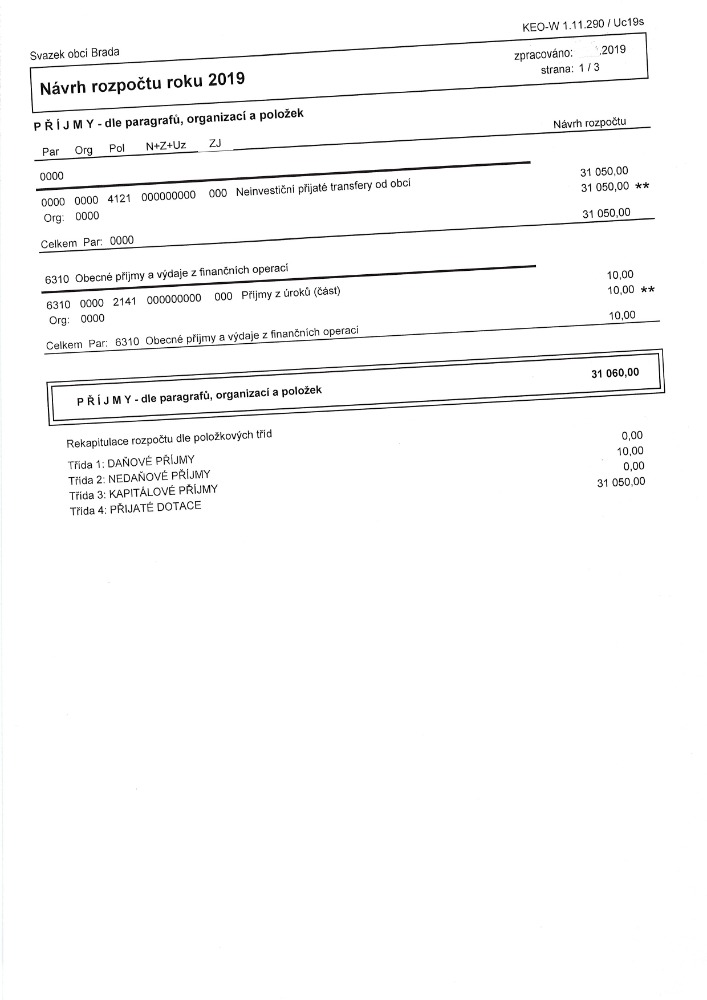 KEO-W 1.11.290 / Uc19s
Svazek obcí Brada
Návrh rozpočtu roku 2019
zpracováno: .2019
strana: 1 / 3
P Ř Í J M Y - dle paragrafů, organizací a položek
Par Org Pol N+Z+Uz ZJ Návrh rozpočtu
0000
0000 0000 4121 000000000 000 Neinvestiční přijaté transfery od obcí 31 050,00
Org: 0000 31 050,00 **
Celkem Par: 0000 31 050,00
6310 Obecné příjmy a výdaje z finančních operací
6310 0000 2141 000000000 000 Příjmy z úroků (část) 10,00
Org: 0000 10,00 **
Celkem Par: 6310 Obecné příjmy a výdaje z finančních operací 10,00
P Ř Í J M Y - dle paragrafů, organizací a položek 31 060,00
Rekapitulace rozpočtu dle položkových tříd
Třída 1: DAŇOVÉ PŘÍJMY 0,00
Třída 2: NEDAŇOVÉ PŘÍJMY 10,00
Třída 3: KAPITÁLOVÉ PŘÍJMY 0,00
Třída 4: PŘIJATÉ DOTACE 31 050,00